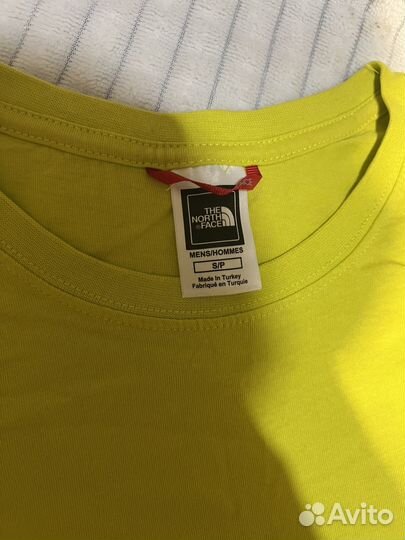 THE
NORTH
FACE
MENS/HOMMES
S/P
Made in Turkey
Fabriqué en Turquie
Avito